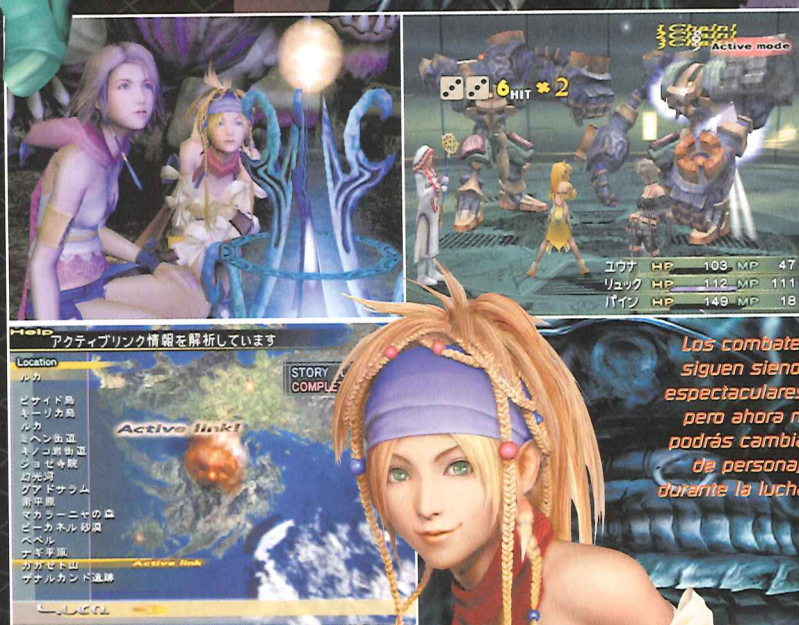 Chain!
Active mode
6 HIT × 2
ユウナ HP 103 MP 47
リュック HP 112 MP 111
パイン HP 149 MP 18
Help
アクティブリンク情報を解析しています
Location
ルカ
STORY
COMPLE
Active link!
ビサイド島
キーリカ島
ルカ
ミヘン街道
キノコ岩街道
ジョゼ寺院
幻光河
グアドサラム
雷平原
マカラーニャの森
ビーカネル砂漠
ベベル
ナギ平原
ガガゼト山
ザナルカンド遺跡
Active link
Los combate
siguen siend
espectaculares
pero ahora n
podrás cambia
de personaj
durante la luch